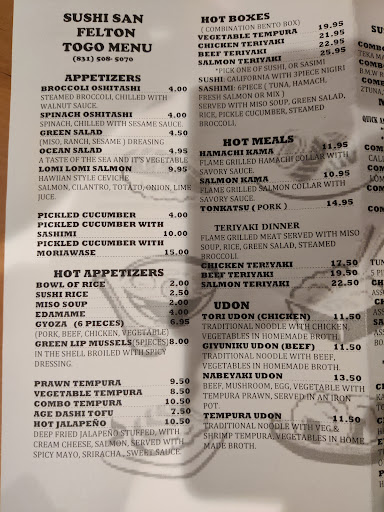 SUSHI SAN
FELTON
TOGO MENU
(831) 508- 5070
APPETIZERS
BROCCOLI OSHITASHI 4.00
STEAMED BROCCOLI, CHILLED WITH
WALNUT SAUCE.
SPINACH OSHITASHI 4.00
SPINACH, CHILLED WITH SESAME SAUCE
GREEN SALAD 4.50
(MISO, RANCH, SESAME ) DREASING
OCEAN SALAD 4.95
A TASTE OF THE SEA AND IT'S VEGETABLE
LOMI LOMI SALMON 9.95
HAWIIAN STYLE CEVICHE
SALMON, CILANTRO, TOTATO, ONION, LIME
JUCE.
PICKLED CUCUMBER 4.00
PICKLED CUCUMBER WITH
SASHIMI 10.00
PICKLED CUCUMBER WITH
MORIAWASE 15.00
HOT APPETIZERS
BOWL OF RICE 2.00
SUSHI RICE 2.50
MISO SOUP 2.00
EDAMAME 4.00
GYOZA (6 PIECES) 6.95
(PORK, BEEF, CHICKEN, VEGETABLE)
GREEN LIP MUSSELS(5PIECES) 8.00
IN THE SHELL BROILED WITH SPICY
DRESSING.
PRAWN TEMPURA 9.50
VEGETABLE TEMPURA 8.50
COMBO TEMPURA 10.50
AGE DASHI TOFU 7.50
HOT JALAPEÑO 10.50
DEEP FRIED JALAPEÑO STUFFED, WITH
CREAM CHEESE, SALMON, SERVED WITH
SPICY MAYO, SRIRACHA , SWEET SAUCE
HOT BOXES
( COMBINATION BENTO BOX) 19.95
VEGETABLE TEMPURA 21.95
CHICKEN TERIYAKI 22.95
BEEF TERIYAKI 25.95
SALMON TERIYAKI
*PICK ONE OF SUSHI, OR SASIMI
SUSHI: CALIFORNIA WITH 3PIECE NIGIRI
SASHIMI: 6PIECE ( TUNA, HAMACH,
FRESH SALMON OR MIX )
SERVED WITH MISO SOUP, GREEN SALAD,
RICE, PICKLE CUCUMBER, STEAMED
BROCCOLI.
HOT MEALS
HAMACHI KAMA 11.95
FLAME GRILLED HAMACHI COLLAR WITH
SAVORY SAUCE.
SALMON KAMA 10.95
FLAME GRILLED SALMON COLLAR WITH
SAVORY SAUCE.
TONKATSU ( PORK ) 14.95
TERIYAKI DINNER
FLAME GRILLED MEAT SERVED WITH MISO
SOUP, RICE, GREEN SALAD, STEAMED
BROCCOLI.
CHICKEN TERIYAKI 17.50
BEEF TERIYAKI 19.50
SALMON TERIYAKI 22.50
UDON
TORI UDON (CHICKEN) 11.50
TRADITIONAL NOODLE WITH CHICKEN,
VEGETABLES IN HOMEMADE BROTH.
GIYUNIKU UDON (BEEF) 11.50
TRADITIONAL NOODLE WITH BEEF,
VEGETABLES IN HOMEMADE BROTH.
NABEYAKI UDON 13.50
BEEF, MUSHROOM, EGG, VEGETABLE WITH
TEMPURA PRAWN, SERVED IN AN IRON
POT.
TEMPURA UDON 11.50
TRADITIONAL NOODLE WITH VEG.&
SHRIMP TEMPURA,VEGETABLES IN HOME
MADE BROTH.